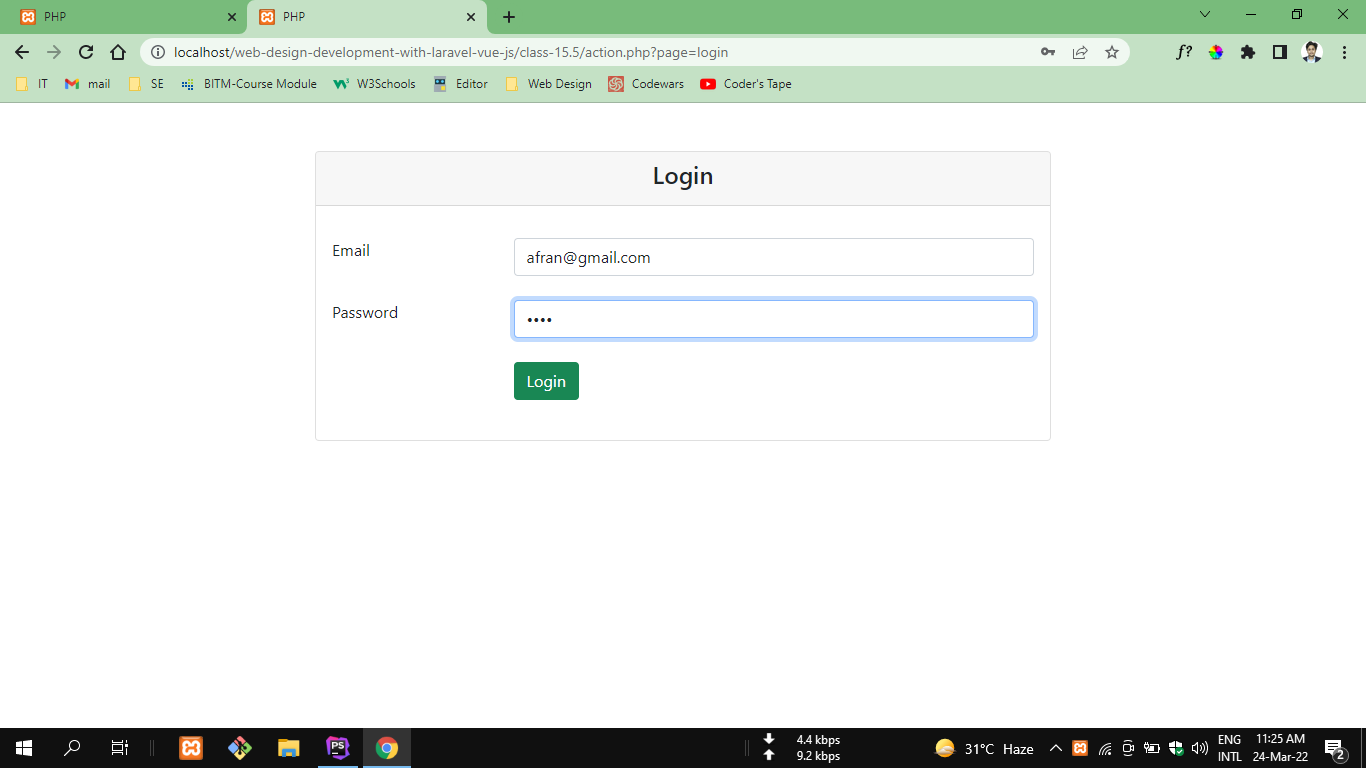 PHP
PHP
localhost/web-design-development-with-laravel-vue-js/class-15.5/action.php?page=login
f?
IT mail SE BITM-Course Module W3Schools Editor Web Design Codewars Coder's Tape
Login
Email
afran@gmail.com
Password
••••
Login
PS
4.4 kbps
9.2 kbps
31°C Haze
ENG
INTL
11:25 AM
24-Mar-22
2